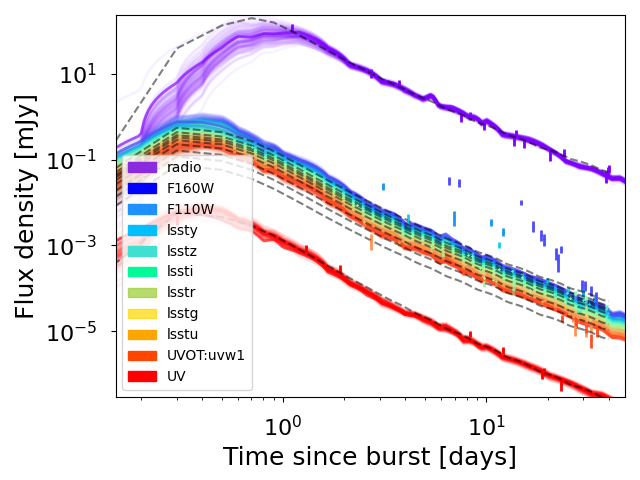 Flux density [mJy]
10^1
10^−1
10^−3
10^−5
radio
F160W
F110W
lssty
lsstz
lssti
lsstr
lsstg
lsstu
UVOT:uvw1
UV
10^0
10^1
Time since burst [days]